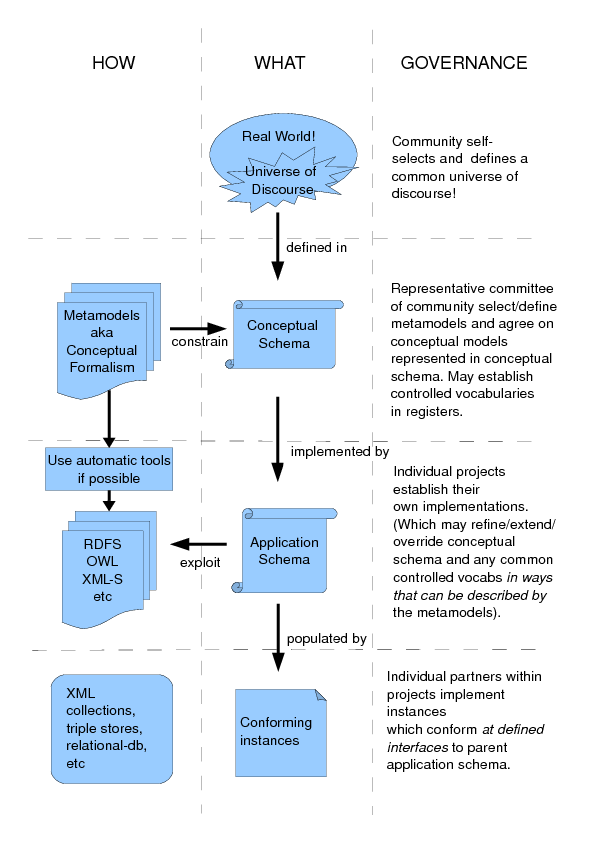 HOW
WHAT
GOVERNANCE
Real World!
Universe of
Discourse
Community self-
selects and  defines a
common universe of
discourse!
defined in
Metamodels
aka
Conceptual
Formalism
constrain
Conceptual
Schema
Representative committee
of community select/define
metamodels and agree on
conceptual models
represented in conceptual
schema. May establish
controlled vocabularies
in registers.
implemented by
Use automatic tools
if possible
RDFS
OWL
XML-S
etc
exploit
Application
Schema
Individual projects
establish their
own implementations.
(Which may refine/extend/
override conceptual
schema and any common
controlled vocabs in ways
that can be described by
the metamodels).
populated by
XML
collections,
triple stores,
relational-db,
etc
Conforming
instances
Individual partners within
projects implement
instances
which conform at defined
interfaces to parent
application schema.